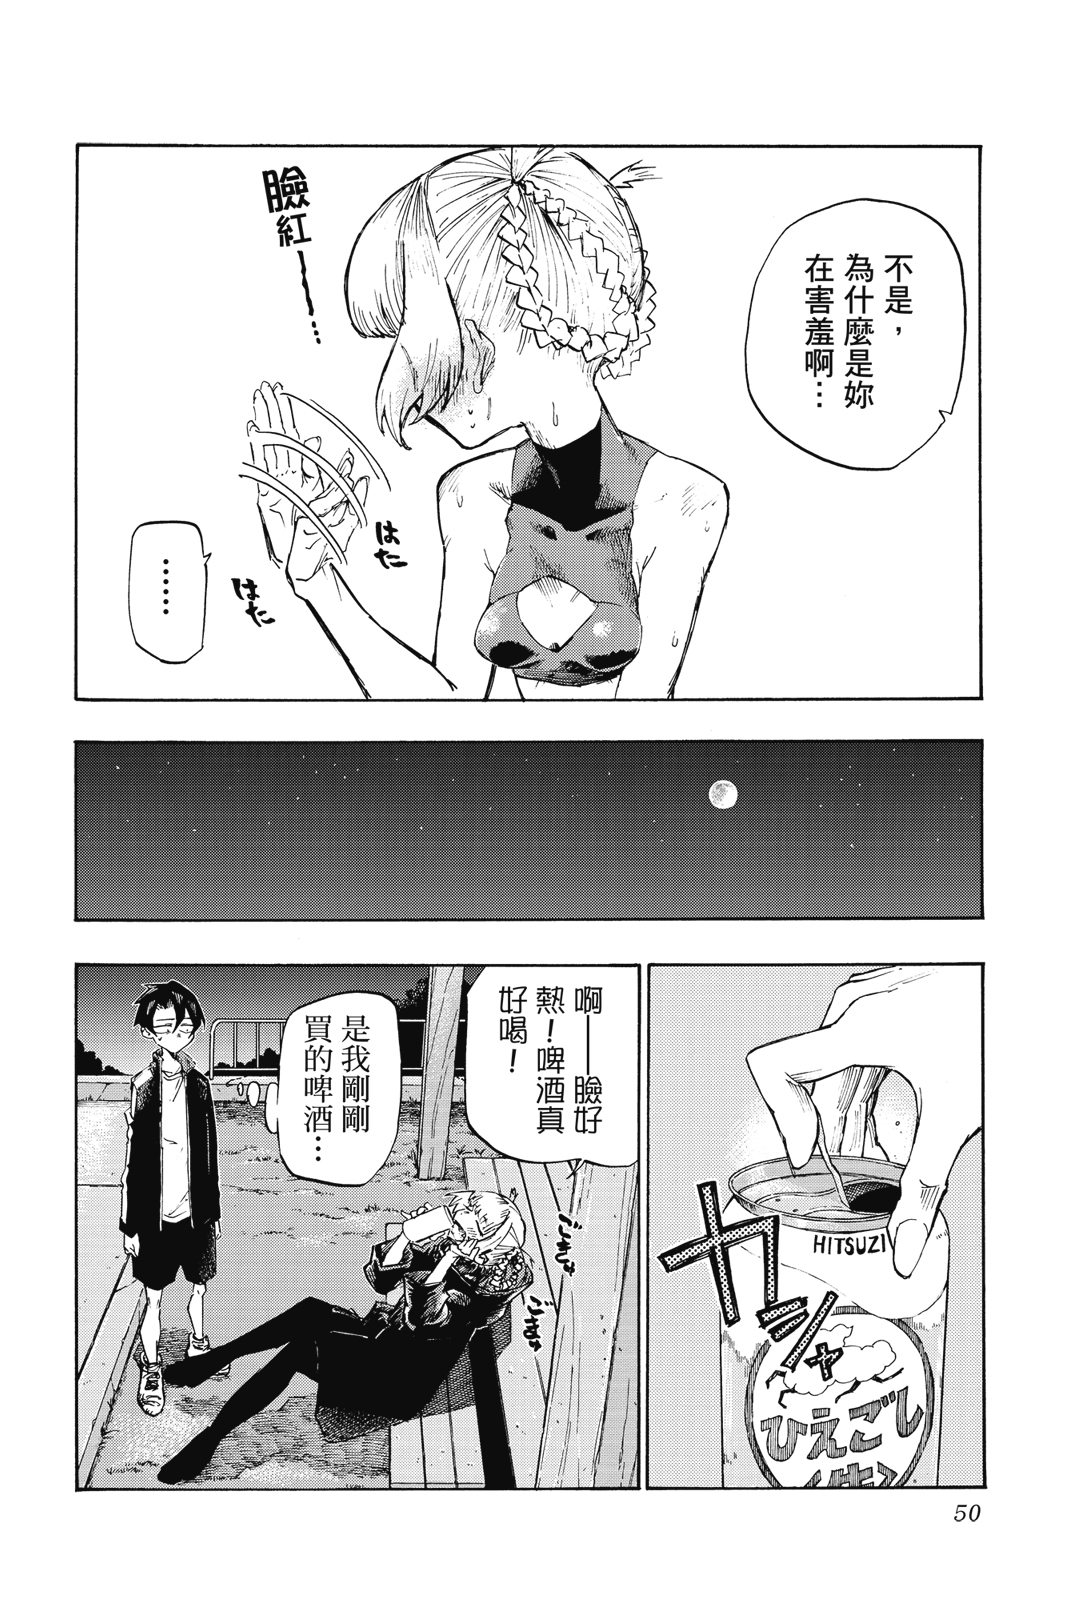 不是，
為什麼是妳
在害羞啊…
臉紅——…
はた
はた
……
HITSUZI
カシャ
ひえごし
〈生〉
啊——臉好
熱！啤酒真
好喝！
ごきゅ
ごきゅ
是我剛剛
買的啤酒…
50